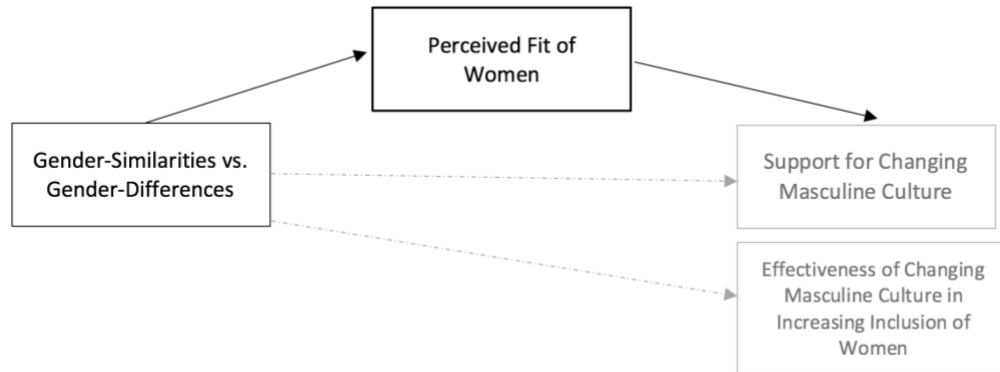 Perceived Fit of
Women
Gender-Similarities vs.
Gender-Differences
Support for Changing
Masculine Culture
Effectiveness of Changing
Masculine Culture in
Increasing Inclusion of
Women